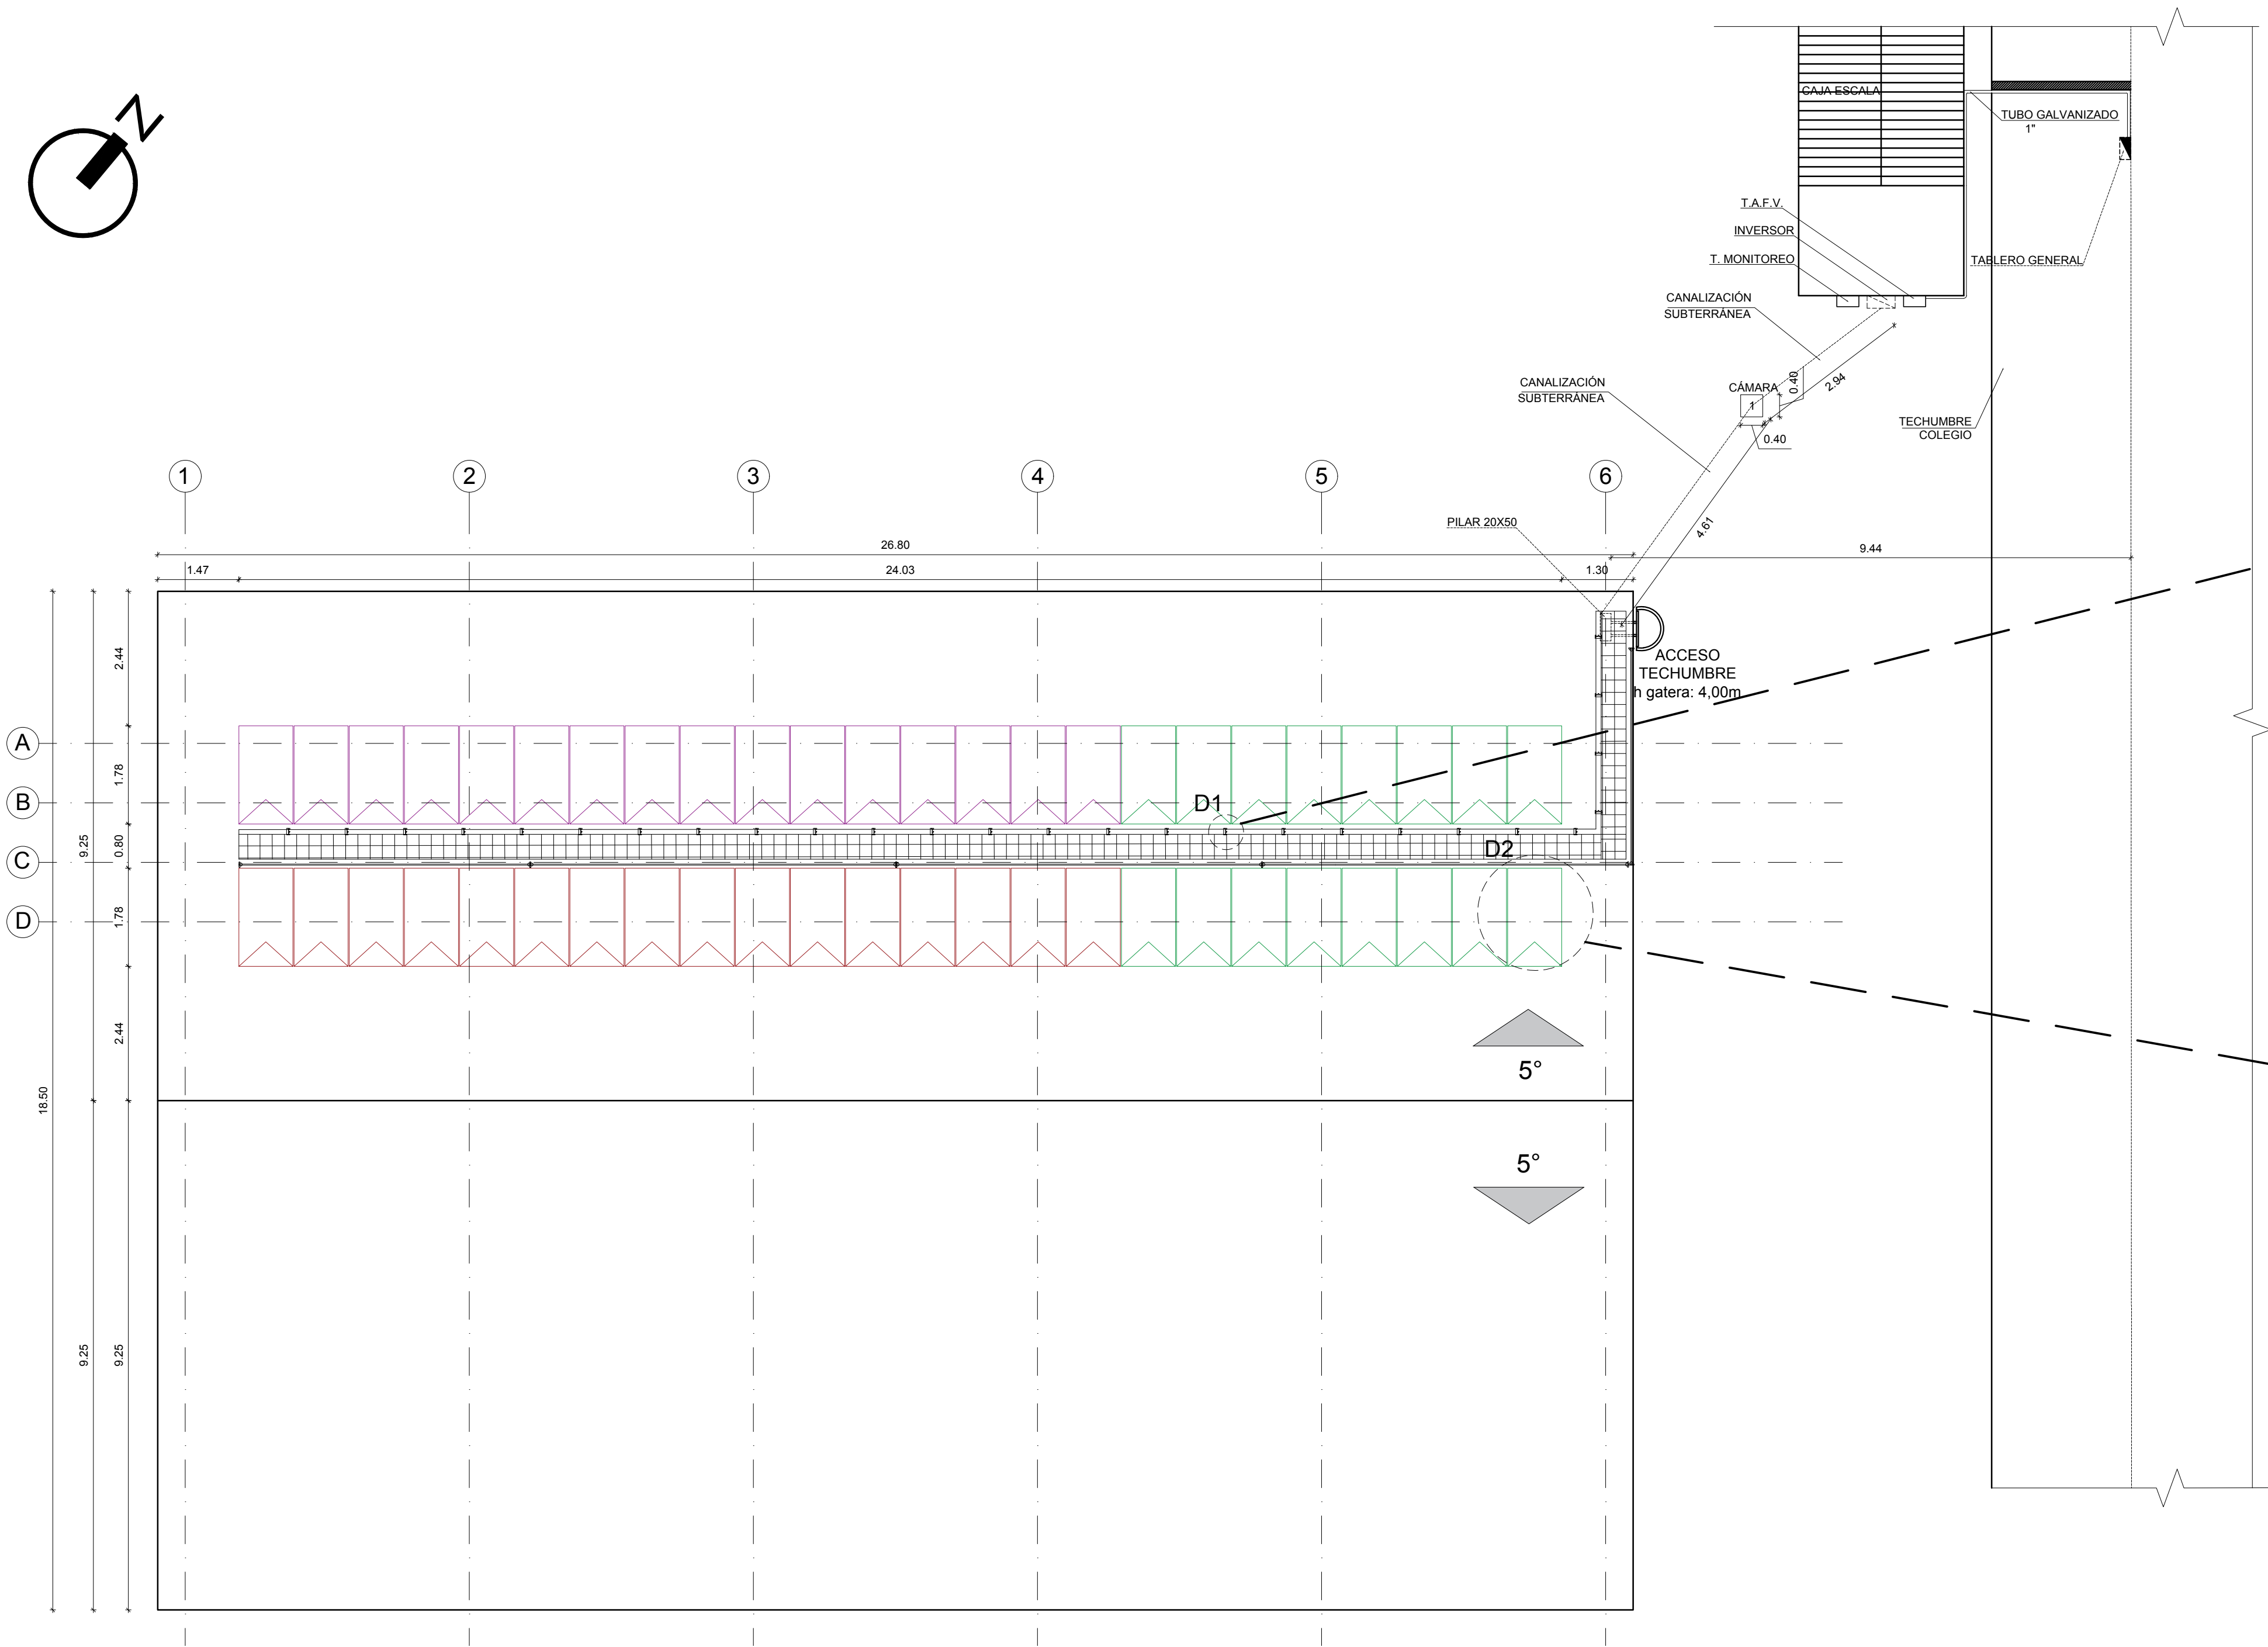 N
CAJA ESCALA
TUBO GALVANIZADO
1"
T.A.F.V.
INVERSOR
T. MONITOREO
TABLERO GENERAL
CANALIZACIÓN
SUBTERRÁNEA
CANALIZACIÓN
SUBTERRÁNEA
CÁMARA
1
0.40
2.94
0.40
TECHUMBRE
COLEGIO
1
2
3
4
5
6
PILAR 20X50
4.61
26.80
9.44
1.47
24.03
1.30
ACCESO
TECHUMBRE
h gatera: 4,00m
2.44
A
1.78
B
D1
9.25
0.80
C
D2
D
1.78
2.44
5°
18.50
5°
9.25
9.25